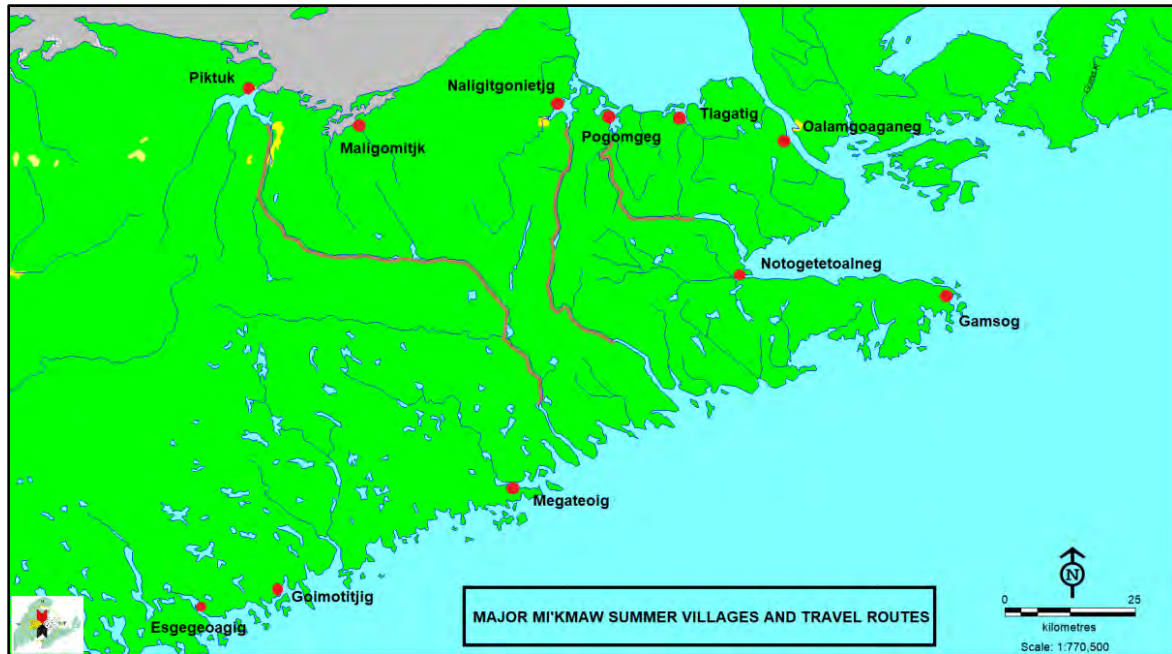 Piktuk
Naligitgonietjg
Maligomitjk
Pogomgeg
Tlagatig
Oalamgoaganeg
Notogetetoalneg
Gamsog
Megateoig
Goimotitjig
Esgegeoagig
MAJOR MI'KMAW SUMMER VILLAGES AND TRAVEL ROUTES
N
0 25
kilometres
Scale: 1:770,500